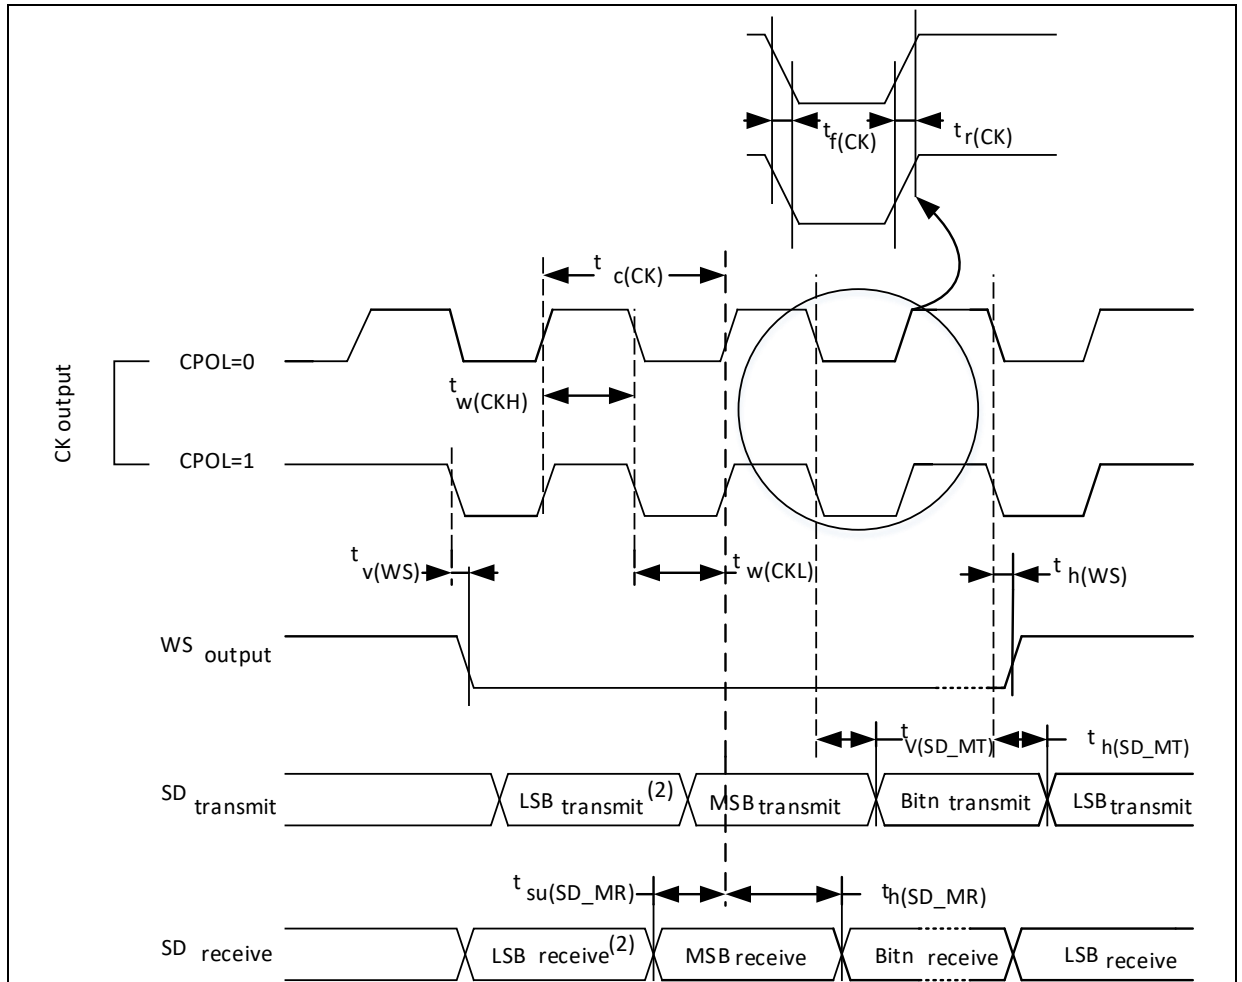 tf(CK)
tr(CK)
tc(CK)
CK output
CPOL=0
tw(CKH)
CPOL=1
tv(WS)
tw(CKL)
th(WS)
WS output
tV(SD_MT)
th(SD_MT)
SD transmit
LSB transmit(2)
MSB transmit
Bitn transmit
LSB transmit
tsu(SD_MR)
th(SD_MR)
SD receive
LSB receive(2)
MSB receive
Bitn receive
LSB receive